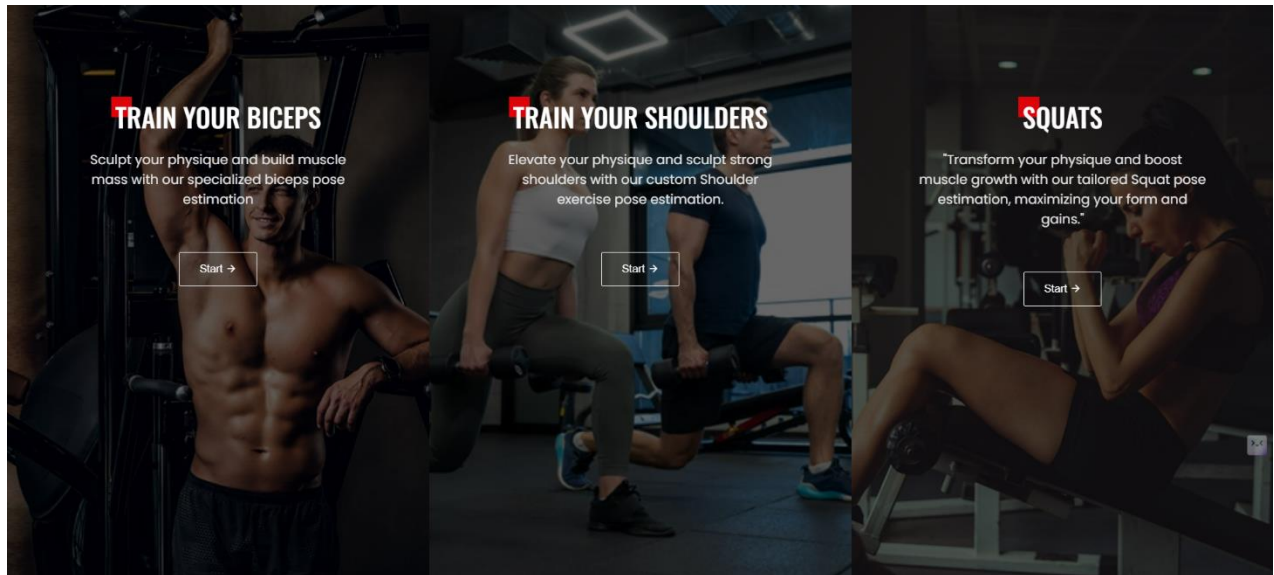 TRAIN YOUR BICEPS
Sculpt your physique and build muscle
mass with our specialized biceps pose
estimation
Start →
TRAIN YOUR SHOULDERS
Elevate your physique and sculpt strong
shoulders with our custom Shoulder
exercise pose estimation.
Start →
SQUATS
"Transform your physique and boost
muscle growth with our tailored Squat pose
estimation, maximizing your form and
gains."
Start →